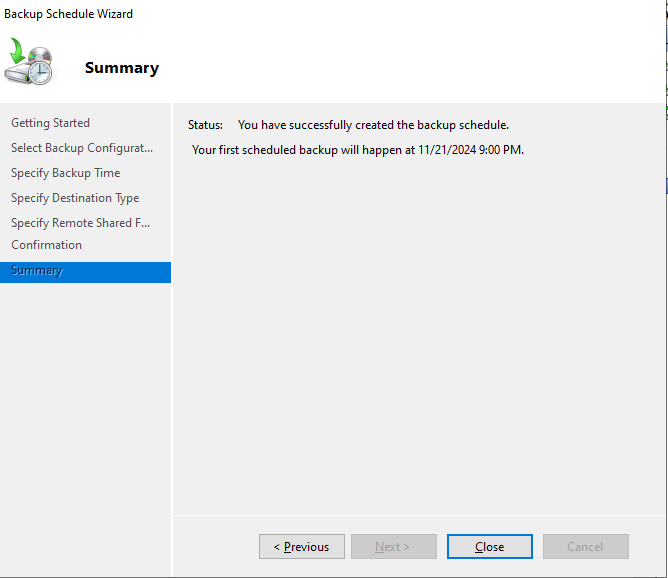 Backup Schedule Wizard
Summary
Getting Started
Select Backup Configurat...
Specify Backup Time
Specify Destination Type
Specify Remote Shared F...
Confirmation
Summary
Status: You have successfully created the backup schedule.
Your first scheduled backup will happen at 11/21/2024 9:00 PM.
< Previous
Next >
Close
Cancel